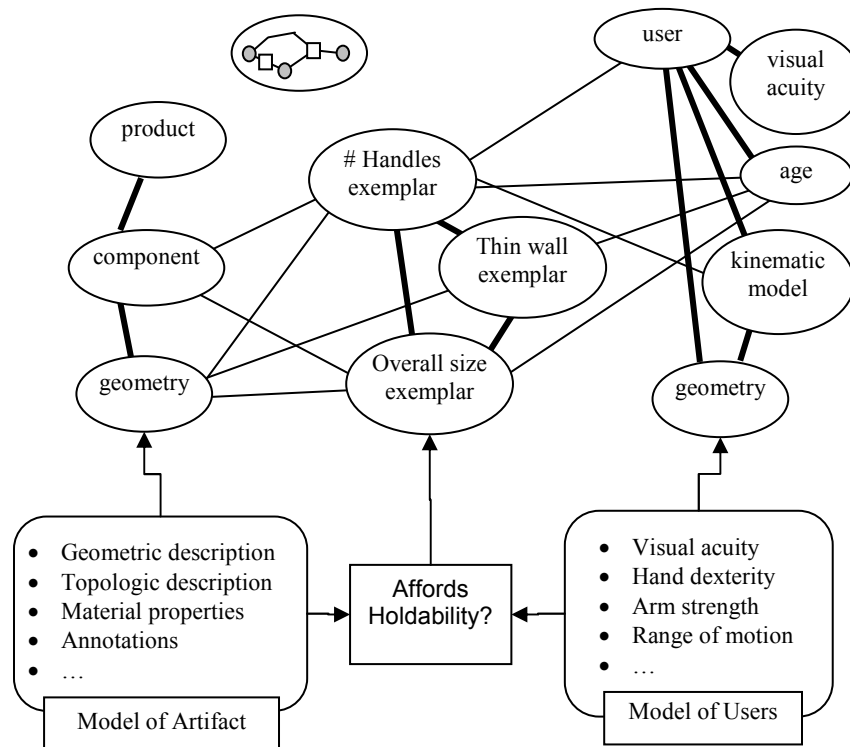 user
visual
acuity
product
# Handles
exemplar
age
component
Thin wall
exemplar
kinematic
model
geometry
Overall size
exemplar
geometry
• Geometric description
• Topologic description
• Material properties
• Annotations
• …
Model of Artifact
Affords
Holdability?
• Visual acuity
• Hand dexterity
• Arm strength
• Range of motion
• …
Model of Users